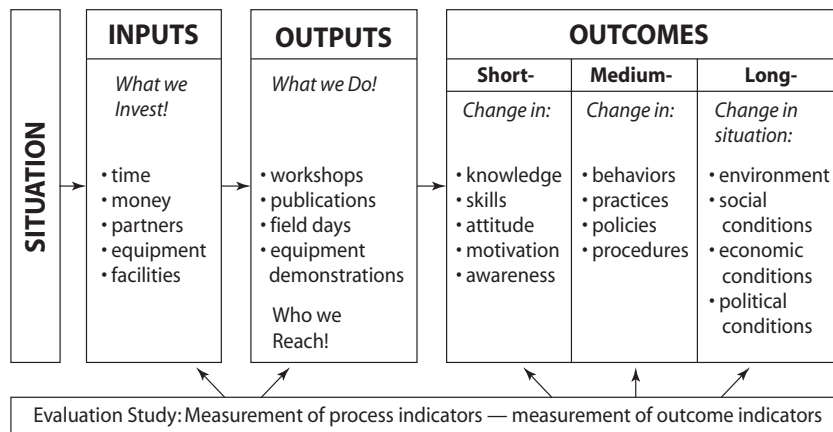 SITUATION
INPUTS
What we
Invest!
• time
• money
• partners
• equipment
• facilities
OUTPUTS
What we Do!
• workshops
• publications
• field days
• equipment
demonstrations
Who we
Reach!
OUTCOMES
Short-
Change in:
• knowledge
• skills
• attitude
• motivation
• awareness
Medium-
Change in:
• behaviors
• practices
• policies
• procedures
Long-
Change in
situation:
• environment
• social
conditions
• economic
conditions
• political
conditions
Evaluation Study: Measurement of process indicators — measurement of outcome indicators